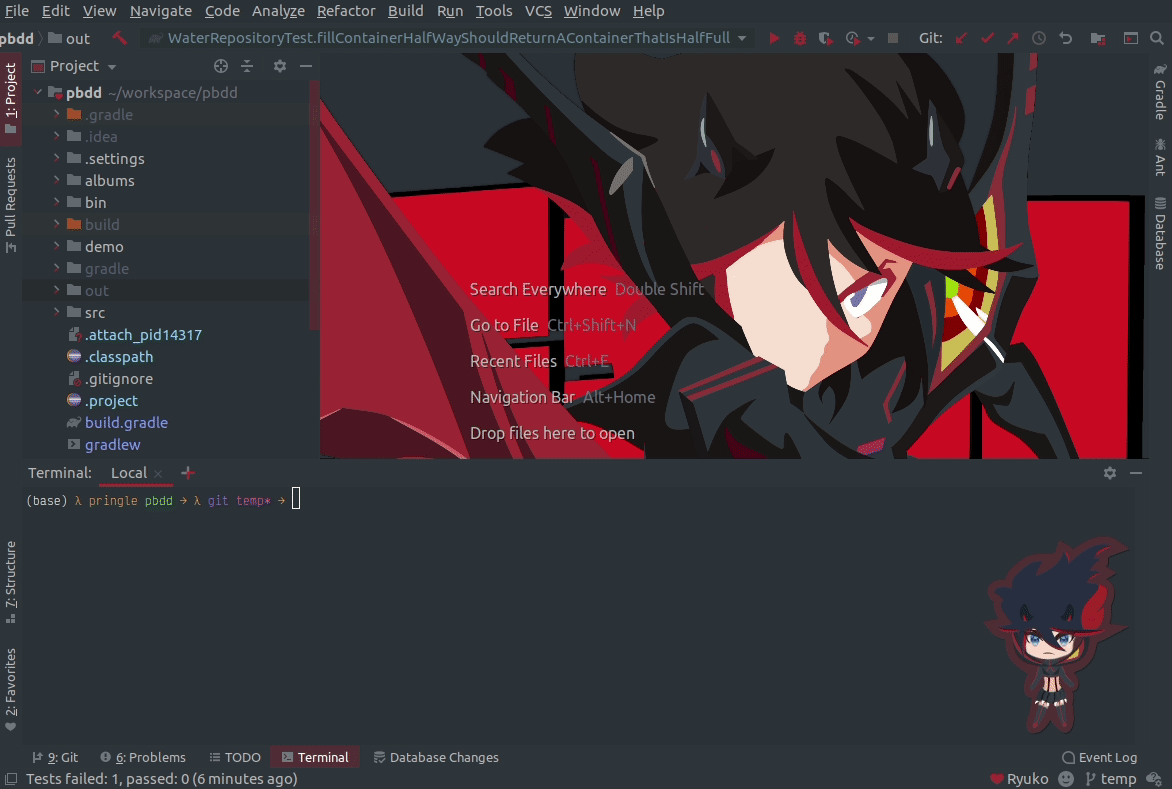 File Edit View Navigate Code Analyze Refactor Build Run Tools VCS Window Help
pbdd out WaterRepositoryTest.fillContainerHalfWayShouldReturnAContainerThatIsHalfFull Git:
1: Project
Pull Requests
Project
pbdd ~/workspace/pbdd
.gradle
.idea
.settings
albums
bin
build
demo
gradle
out
src
.attach_pid14317
.classpath
.gitignore
.project
build.gradle
gradlew
Search Everywhere Double Shift
Go to File Ctrl+Shift+N
Recent Files Ctrl+E
Navigation Bar Alt+Home
Drop files here to open
Gradle
Ant
Database
Terminal: Local
(base) λ pringle pbdd → λ git temp* →
7: Structure
2: Favorites
9: Git 6: Problems TODO Terminal Database Changes Event Log
Tests failed: 1, passed: 0 (6 minutes ago) Ryuko temp